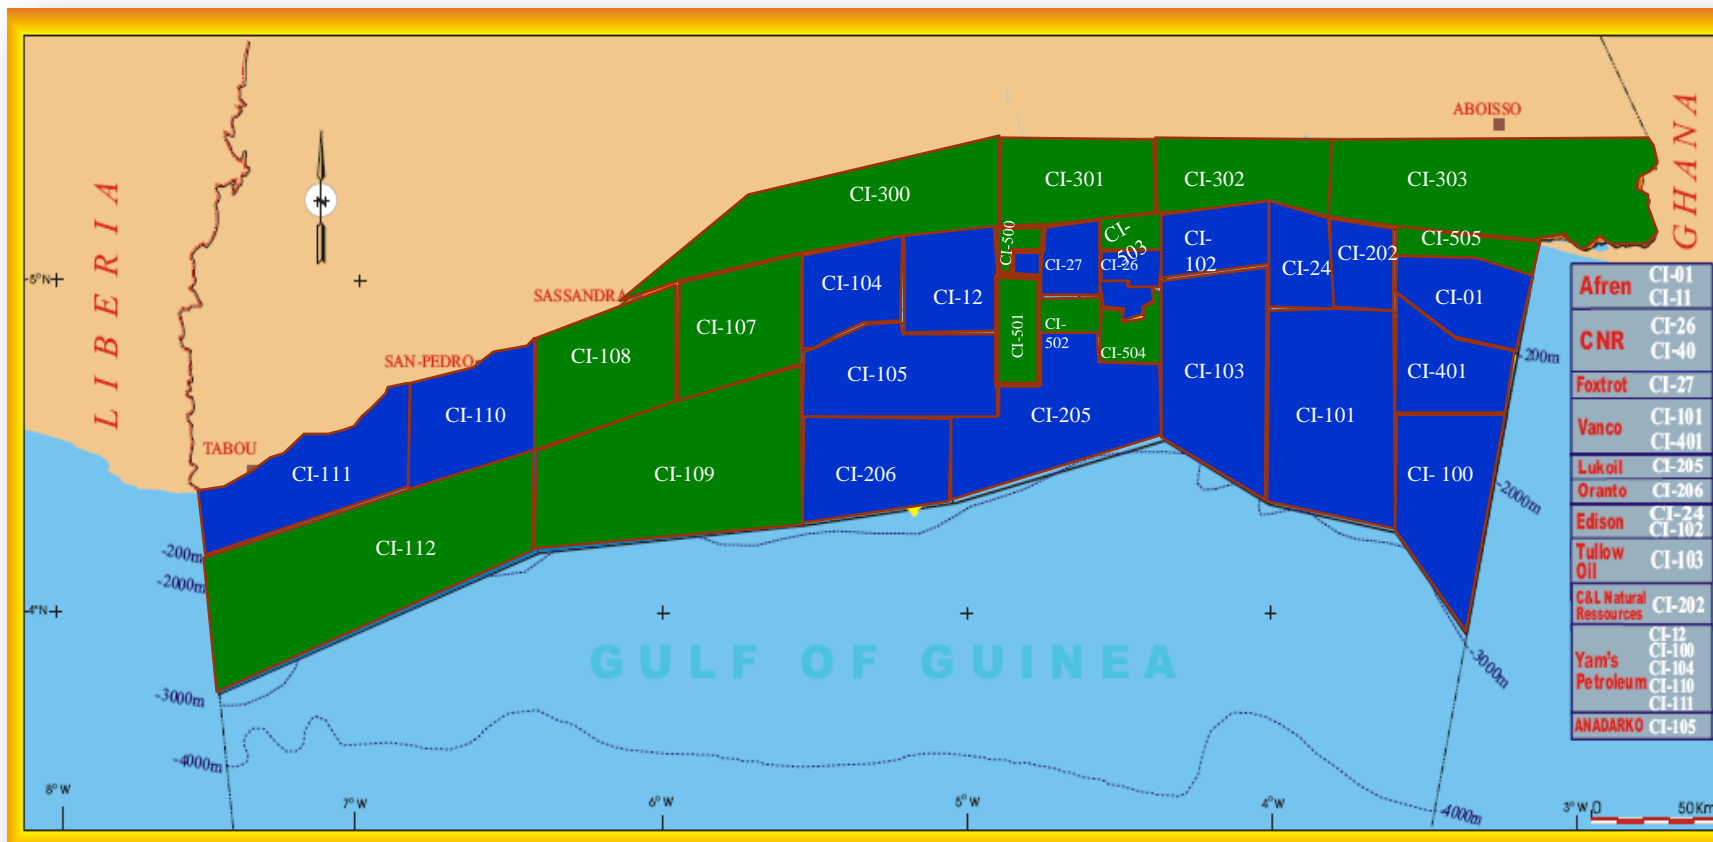 ABOISSO
LIBERIA
GHANA
N
CI-300
CI-301
CI-302
CI-303
CI-500
CI-503
CI-505
CI-27
CI-26
CI-
102
CI-24
CI-202
CI-01
5°N
SASSANDRA
CI-104
CI-12
CI-107
CI-108
CI-501
CI-
502
CI-504
CI-103
CI-101
CI-401
-200m
SAN-PEDRO
CI-105
CI-110
CI-205
TABOU
CI-111
CI-109
CI-206
CI- 100
-2000m
CI-112
-200m
-2000m
4°N
GULF OF GUINEA
-3000m
-3000m
-4000m
-4000m
8° W
7° W
6° W
5° W
4° W
3° W
0
50Km
Afren CI-01
CI-11
CNR CI-26
CI-40
Foxtrot CI-27
Vanco CI-101
CI-401
Lukoil CI-205
Oranto CI-206
Edison CI-24
CI-102
Tullow
Oil CI-103
C&L Natural
Ressources CI-202
Yam's
Petroleum
CI-12
CI-100
CI-104
CI-110
CI-111
ANADARKO CI-105